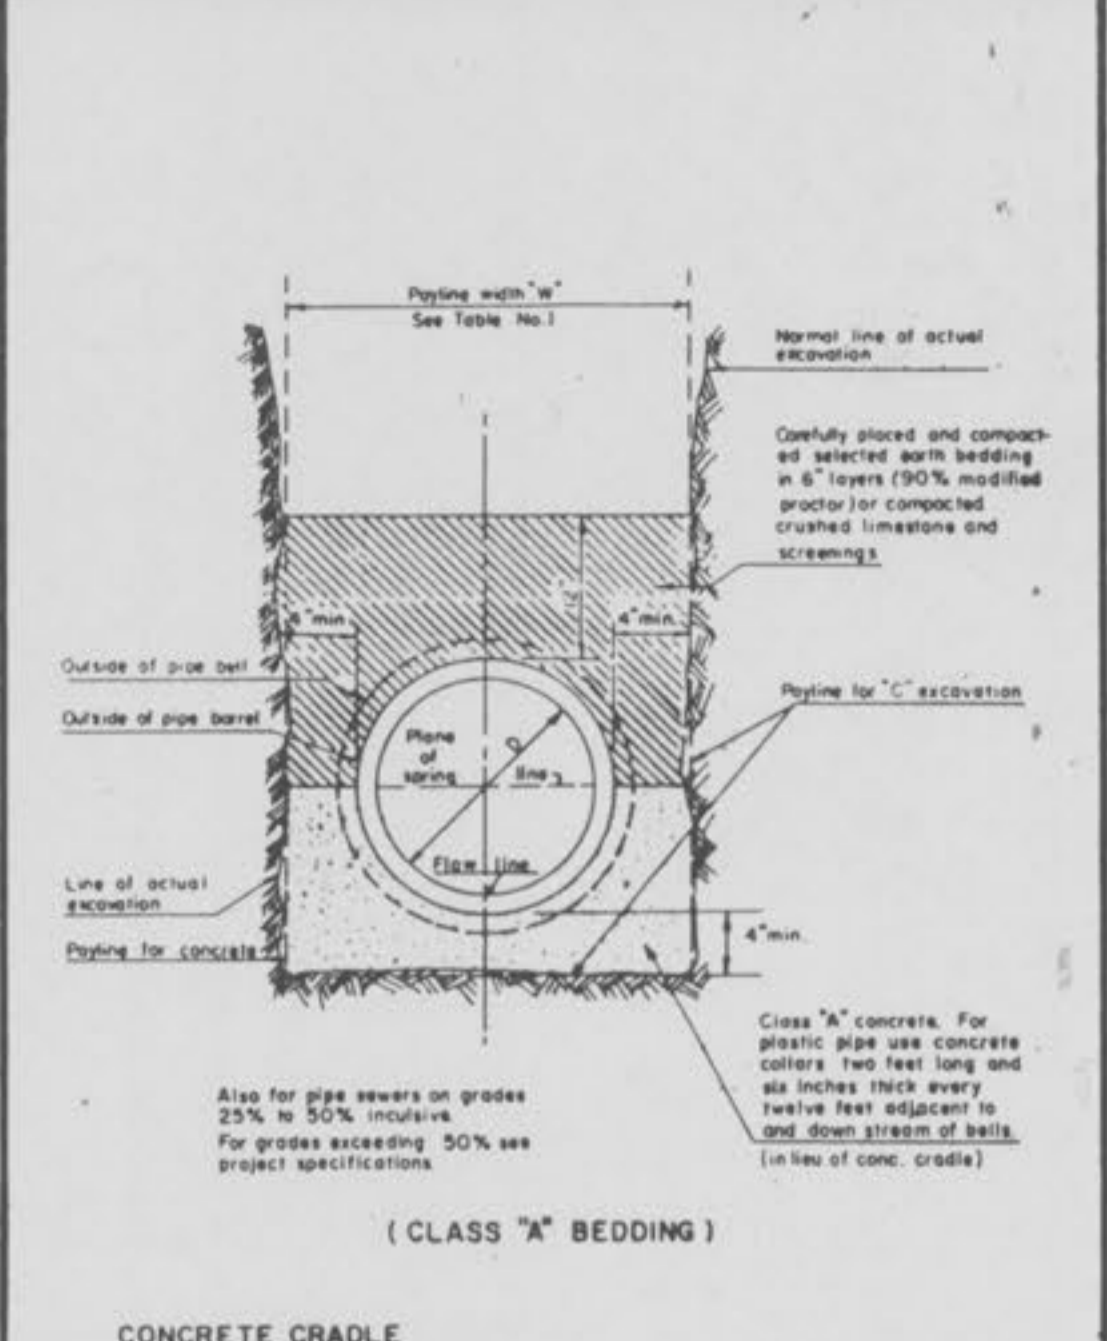 Payline width "W"
See Table No.1
Normal line of actual
excavation
Carefully placed and compact-
ed selected earth bedding
in 6" layers (90% modified
proctor) or compacted
crushed limestone and
screenings
4" min.
4" min.
Outside of pipe bell
Outside of pipe barrel
Payline for "C" excavation
Plane
of
spring
line
D
Flow line
Line of actual
excavation
Payline for concrete
4" min.
Class "A" concrete. For
plastic pipe use concrete
collars two feet long and
six inches thick every
twelve feet adjacent to
and down stream of bells.
(in lieu of conc. cradle)
Also for pipe sewers on grades
25% to 50% inculsive
For grades exceeding 50% see
project specifications
(CLASS "A" BEDDING)
CONCRETE CRADLE